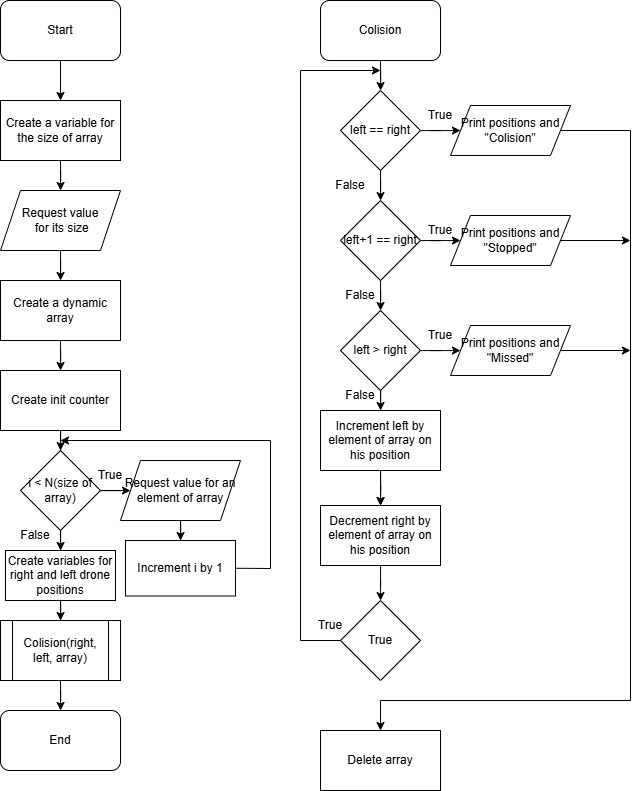 Start
Create a variable for
the size of array
Request value
for its size
Create a dynamic
array
Create init counter
i < N(size of
array)
True
Request value for an
element of array
Increment i by 1
False
Create variables for
right and left drone
positions
Colision(right,
left, array)
End
Colision
left == right
True
Print positions and
"Colision"
False
left+1 == right
True
Print positions and
"Stopped"
False
left > right
True
Print positions and
"Missed"
False
Increment left by
element of array on
his position
Decrement right by
element of array on
his position
True
True
Delete array